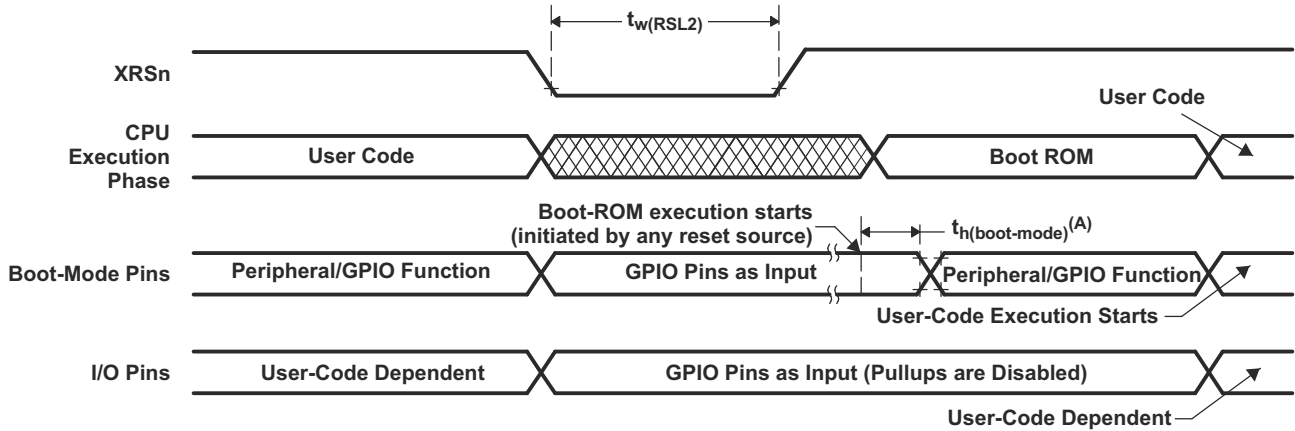 tw(RSL2)
XRSn
User Code
CPU
Execution
Phase
User Code
Boot ROM
Boot-ROM execution starts
(initiated by any reset source)
th(boot-mode)(A)
Boot-Mode Pins
Peripheral/GPIO Function
GPIO Pins as Input
Peripheral/GPIO Function
User-Code Execution Starts
I/O Pins
User-Code Dependent
GPIO Pins as Input (Pullups are Disabled)
User-Code Dependent